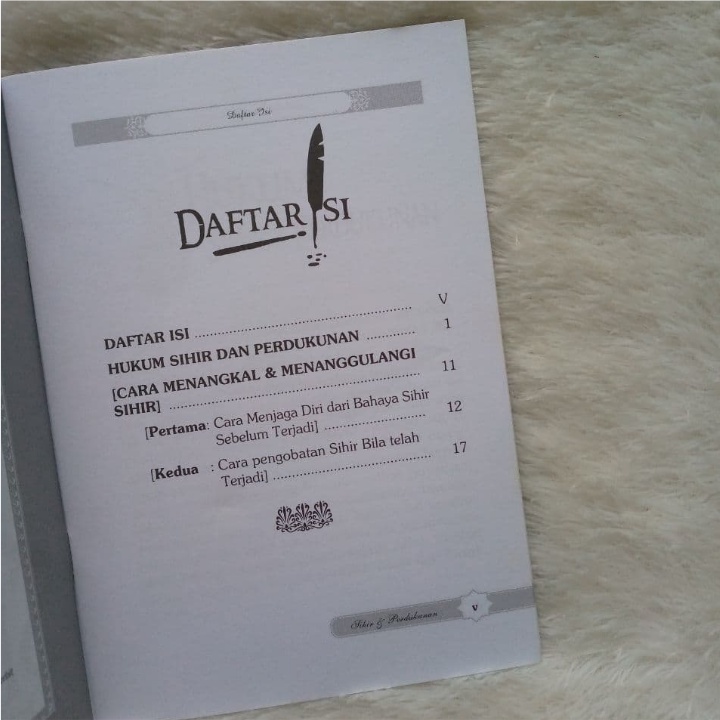 Daftar Isi
DAFTAR ISI
DAFTAR ISI ........................................................ V
HUKUM SIHIR DAN PERDUKUNAN ............ 1
[CARA MENANGKAL & MENANGGULANGI
SIHIR] ................................................................ 11
[Pertama: Cara Menjaga Diri dari Bahaya Sihir
Sebelum Terjadi] ........................... 12
[Kedua : Cara pengobatan Sihir Bila telah
Terjadi] ......................................... 17
Sihir & Perdukunan
v